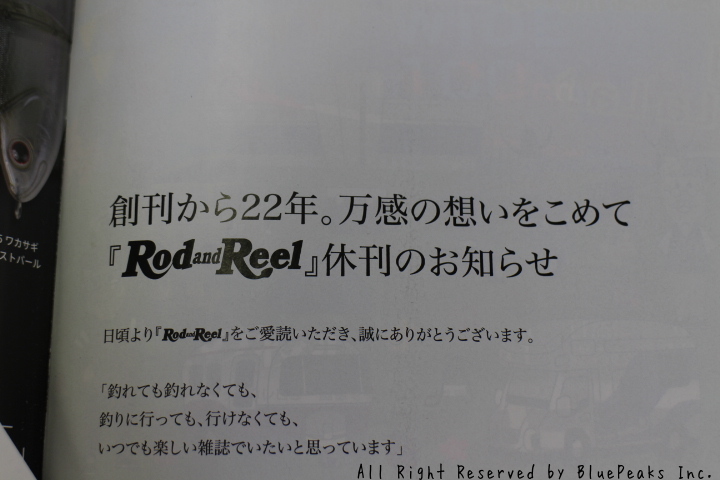 創刊から22年。万感の想いをこめて
『Rod and Reel』休刊のお知らせ
日頃より『Rod and Reel』をご愛読いただき、誠にありがとうございます。
「釣れても釣れなくても、
釣りに行っても、行けなくても、
いつでも楽しい雑誌でいたいと思っています」
ワカサギ
ストパール
All Right Reserved by BluePeaks Inc.